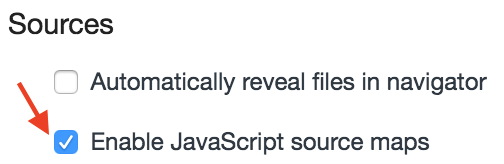 Sources
Automatically reveal files in navigator
Enable JavaScript source maps